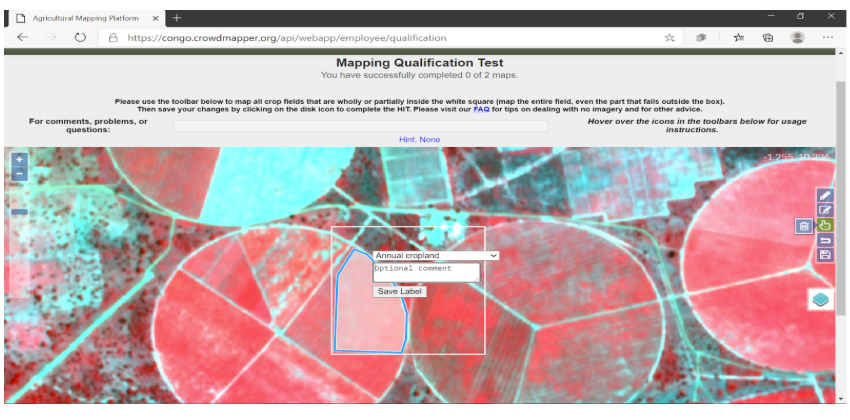 Agricultural Mapping Platform
https://congo.crowdmapper.org/api/webapp/employee/qualification
Mapping Qualification Test
You have successfully completed 0 of 2 maps.
Please use the toolbar below to map all crop fields that are wholly or partially inside the white square (map the entire field, even the part that falls outside the box).
Then save your changes by clicking on the disk icon to complete the HIT. Please visit our FAQ for tips on dealing with no imagery and for other advice.
For comments, problems, or questions:
Hover over the icons in the toolbars below for usage instructions.
Hint: None
Annual cropland
Optional comment
Save Label